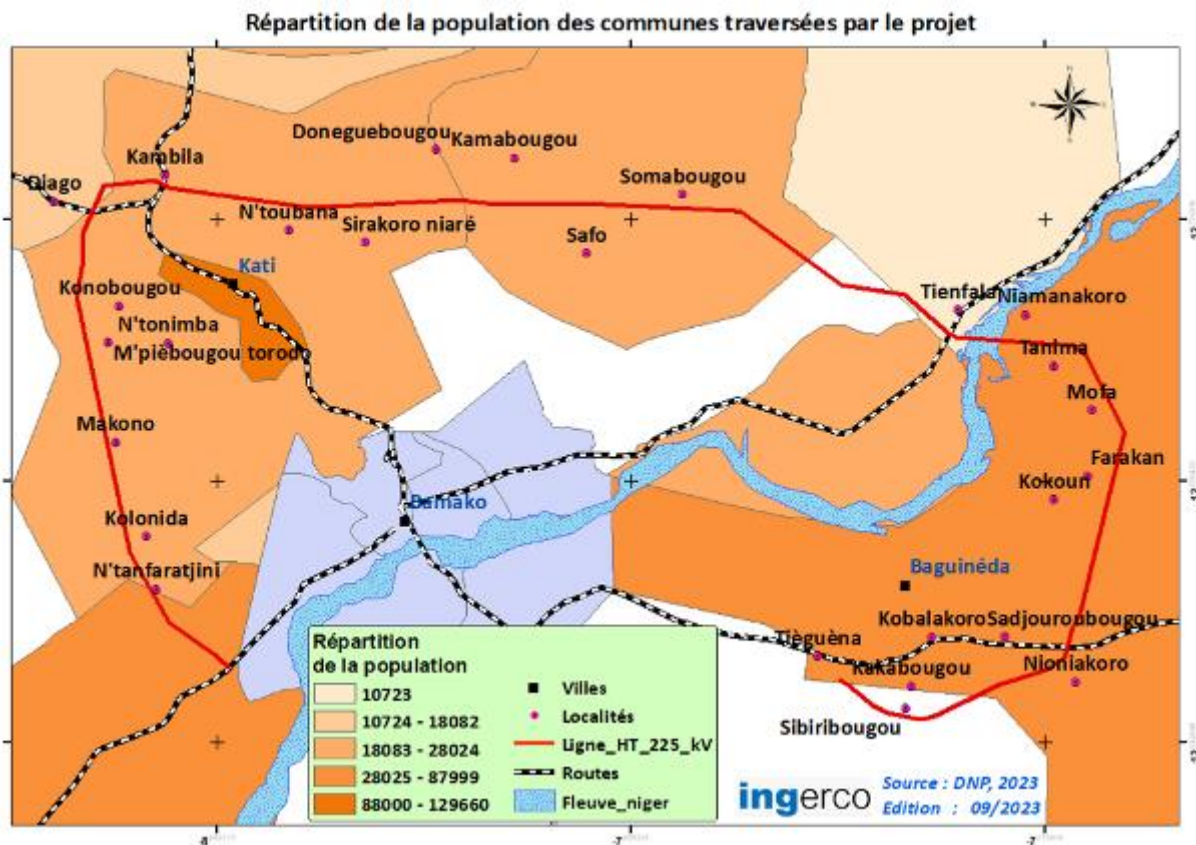 Répartition de la population des communes traversées par le projet
Doneguebougou
Kamabougou
Kambila
Diago
Somabougou
N'toubana
Sirakoro niaré
Safo
Kati
Konobougou
Tienfala
Niamanakoro
N'tonimba
M'pièbougou torodo
Tanima
Mofa
Makono
Farakan
Kokoun
Bamako
Kolonida
N'tanfaratjini
Baguinéda
Kobalakoro
Sadjouroubougou
Tièguèna
Kakabougou
Nioniakoro
Sibiribougou
Répartition
de la population
10723
10724 - 18082
18083 - 28024
28025 - 87999
88000 - 129660
Villes
Localités
Ligne_HT_225_kV
Routes
Fleuve_niger
ingerco
Source : DNP, 2023
Edition : 09/2023